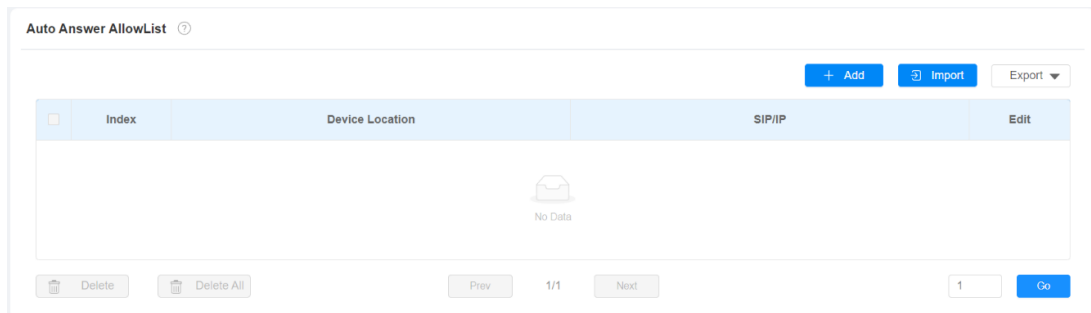 Auto Answer AllowList ?
+ Add Import Export
Index Device Location SIP/IP Edit
No Data
Delete Delete All Prev 1/1 Next 1 Go